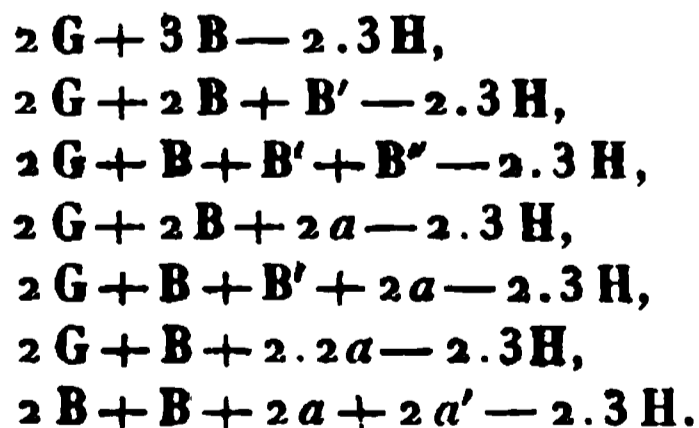 2 G + 3 B — 2.3 H,
2 G + 2 B + B′ — 2.3 H,
2 G + B + B′ + B″ — 2.3 H,
2 G + 2 B + 2 a — 2.3 H,
2 G + B + B′ + 2 a — 2.3 H,
2 G + B + 2.2 a — 2.3 H,
2 B + B + 2 a + 2 a′ — 2.3 H.